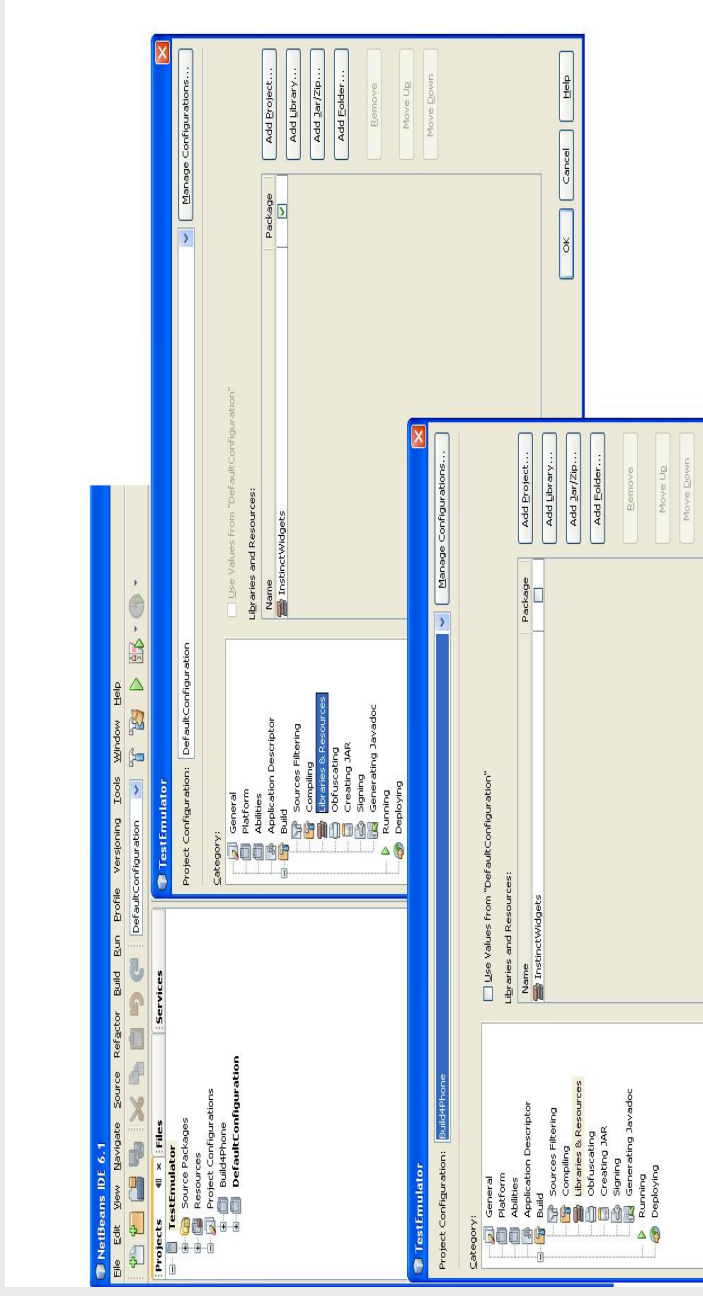 NetBeans IDE 6.1
File Edit View Navigate Source Refactor Build Run Profile Versioning Tools Window Help
DefaultConfiguration
Projects Files Services
TestEmulator
Source Packages
Resources
Project Configurations
Build4Phone
DefaultConfiguration
TestEmulator
Project Configuration: DefaultConfiguration Manage Configurations...
Category:
General
Platform
Abilities
Application Descriptor
Build
Sources Filtering
Compiling
Libraries & Resources
Obfuscating
Creating JAR
Signing
Generating Javadoc
Running
Deploying
Use Values from "DefaultConfiguration"
Libraries and Resources:
Name Package
InstinctWidgets
Add Project...
Add Library...
Add Jar/Zip...
Add Folder...
Remove
Move Up
Move Down
OK Cancel Help
TestEmulator
Project Configuration: Build4Phone Manage Configurations...
Category:
General
Platform
Abilities
Application Descriptor
Build
Sources Filtering
Compiling
Libraries & Resources
Obfuscating
Creating JAR
Signing
Generating Javadoc
Running
Deploying
Use Values from "DefaultConfiguration"
Libraries and Resources:
Name Package
InstinctWidgets
Add Project...
Add Library...
Add Jar/Zip...
Add Folder...
Remove
Move Up
Move Down